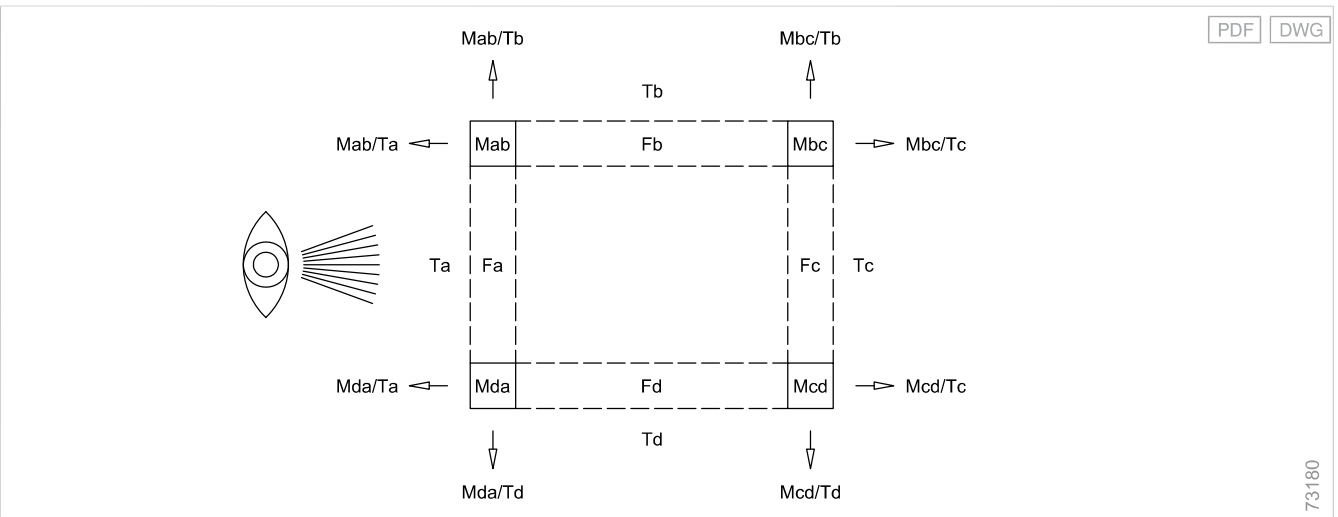 PDF DWG
Mab/Tb Mbc/Tb
Tb
Mab/Ta Mab Fb Mbc Mbc/Tc
Ta Fa Fc Tc
Mda/Ta Mda Fd Mcd Mcd/Tc
Td
Mda/Td Mcd/Td
73180